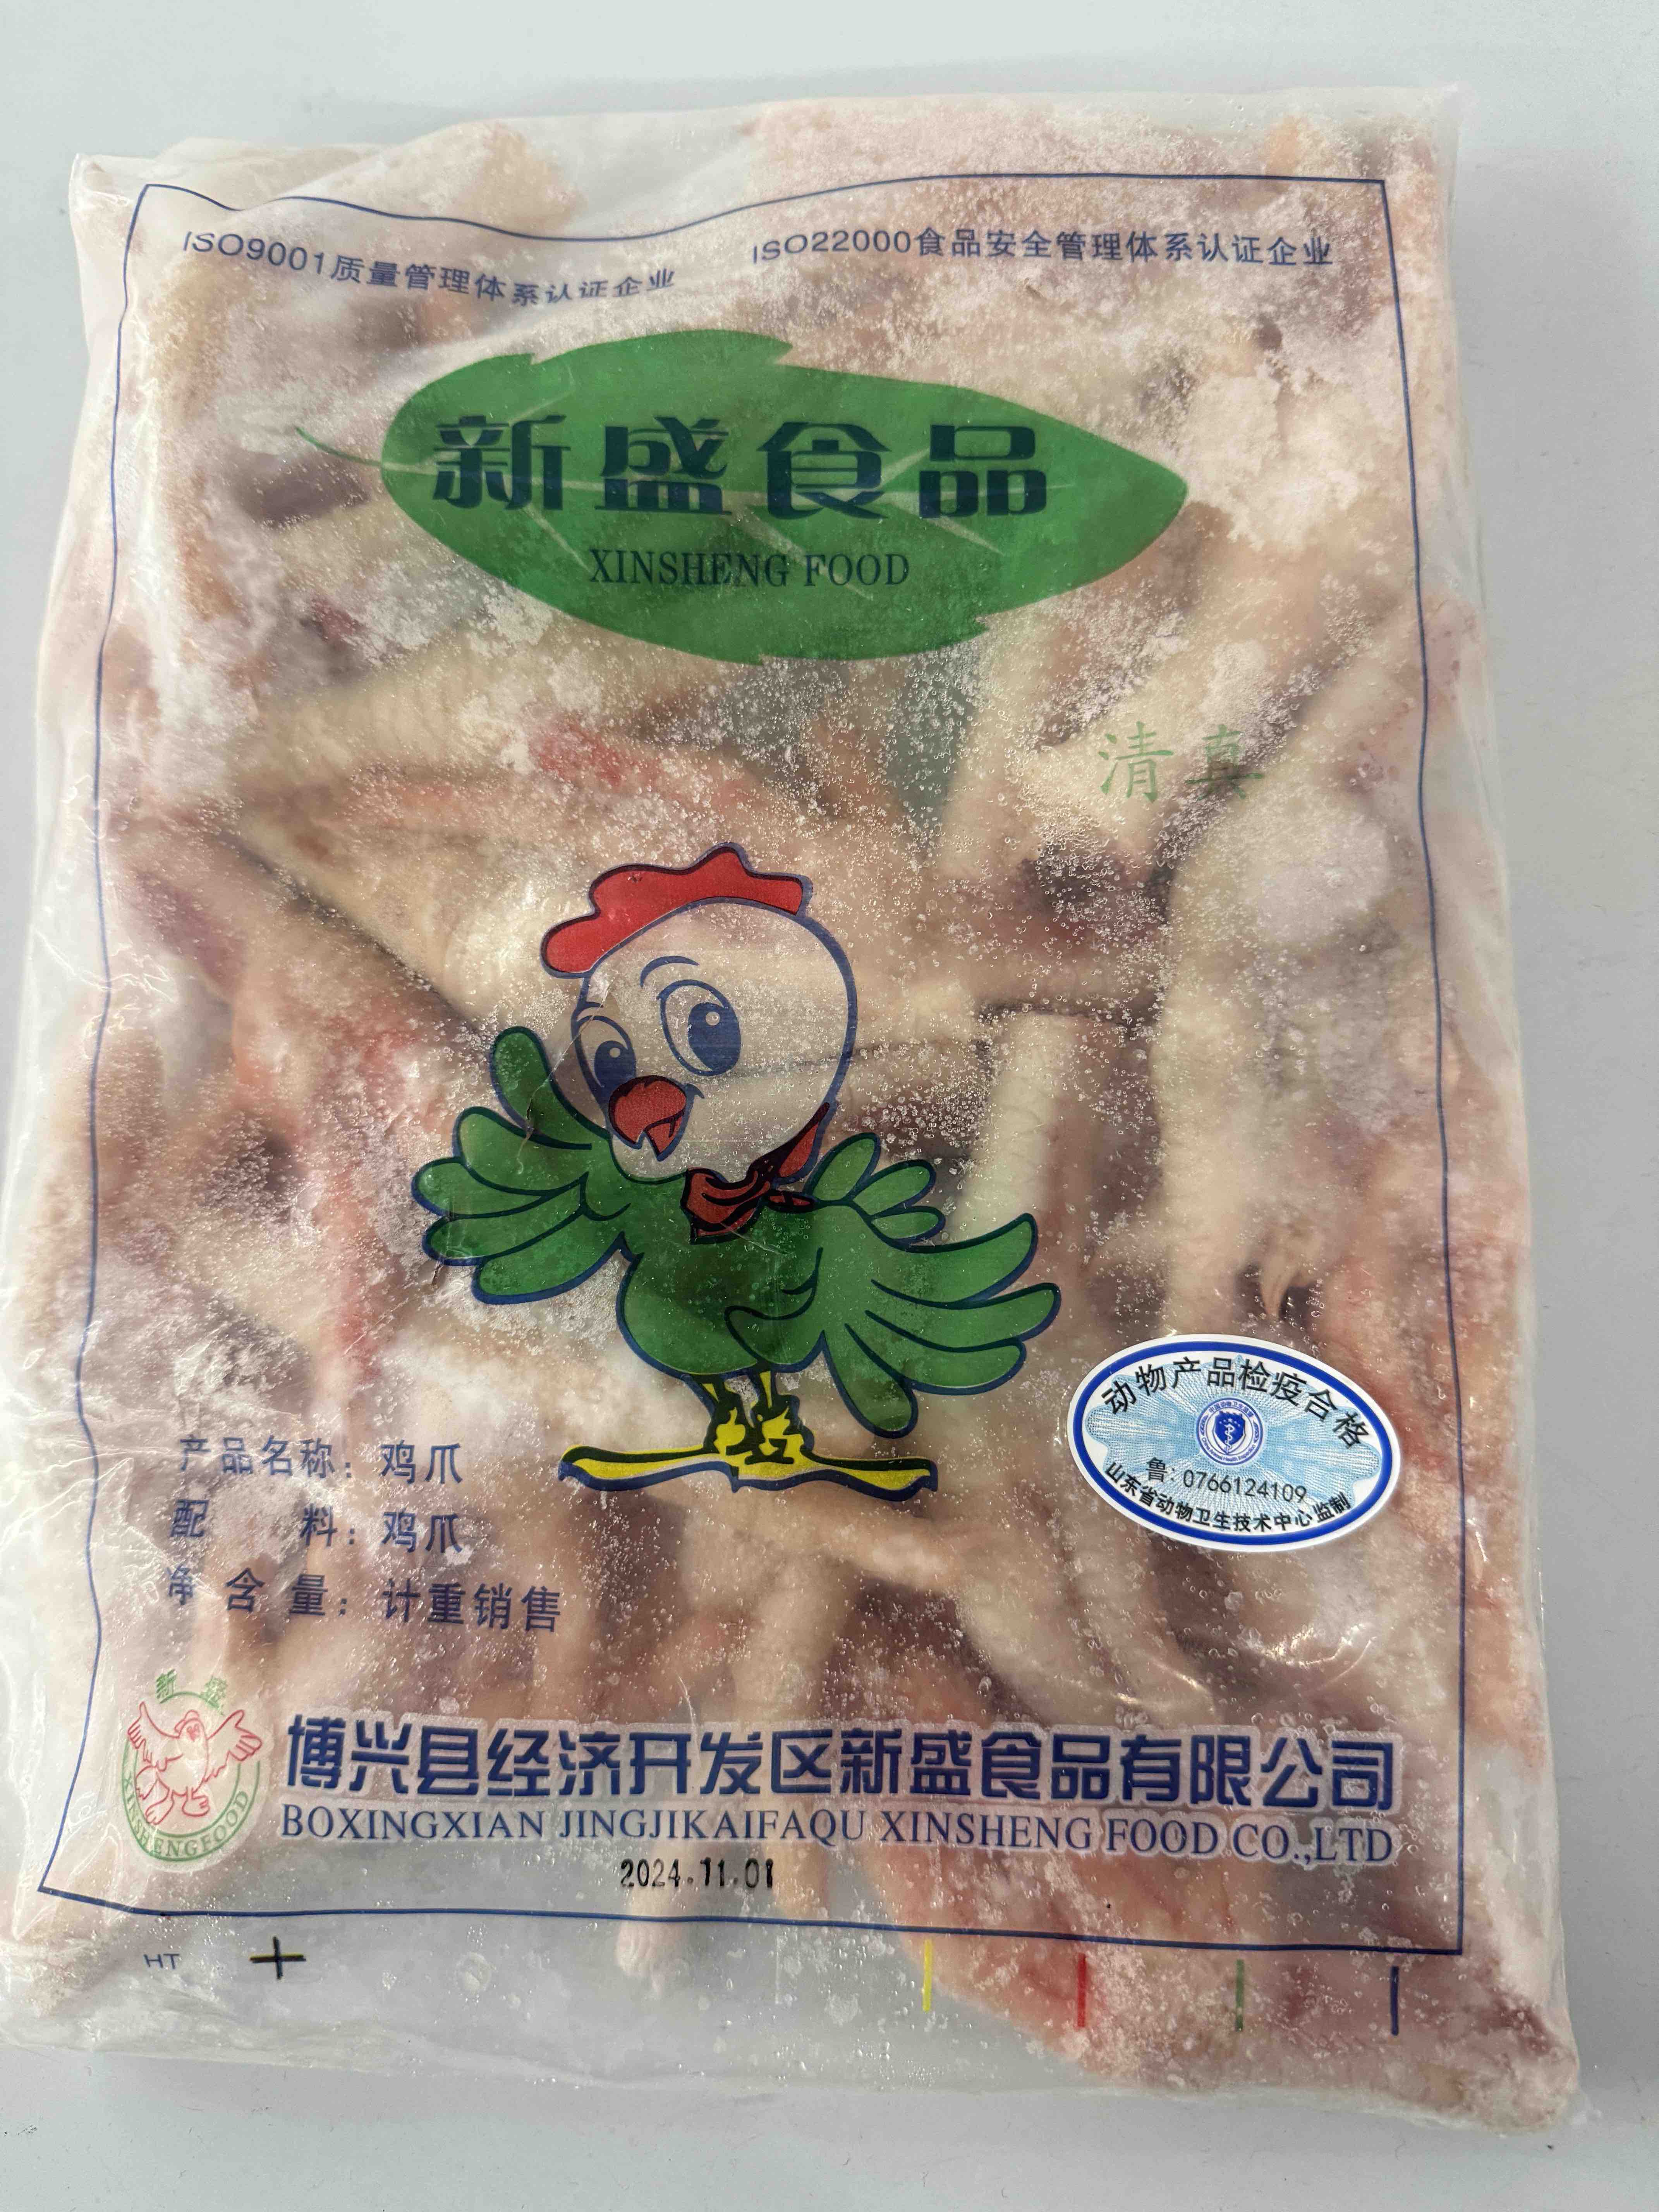 ISO9001质量管理体系认证企业
ISO22000食品安全管理体系认证企业
新盛食品
XINSHENG FOOD
清真
动物产品检疫合格
鲁: 0766124109
山东省动物卫生技术中心 监制
产品名称: 鸡爪
配 料: 鸡爪
净 含 量: 计重销售
新 盛
XINSHENGFOOD
博兴县经济开发区新盛食品有限公司
BOXINGXIAN JINGJIKAIFAQU XINSHENG FOOD CO.,LTD
2024.11.01
HT